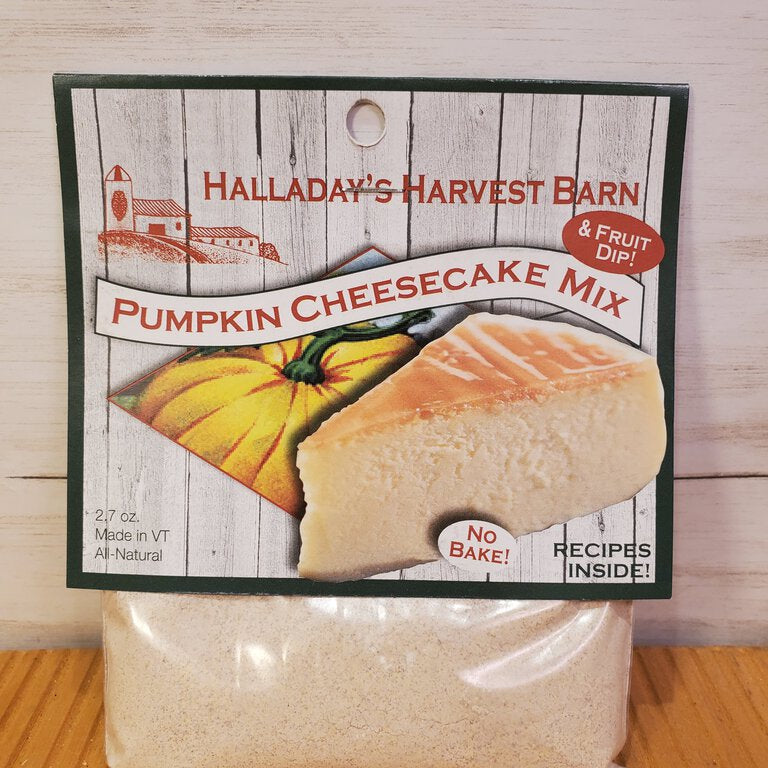 HALLADAY'S HARVEST BARN
& FRUIT
DIP!
PUMPKIN CHEESECAKE MIX
2.7 oz.
Made in VT
All-Natural
NO
BAKE!
RECIPES
INSIDE!